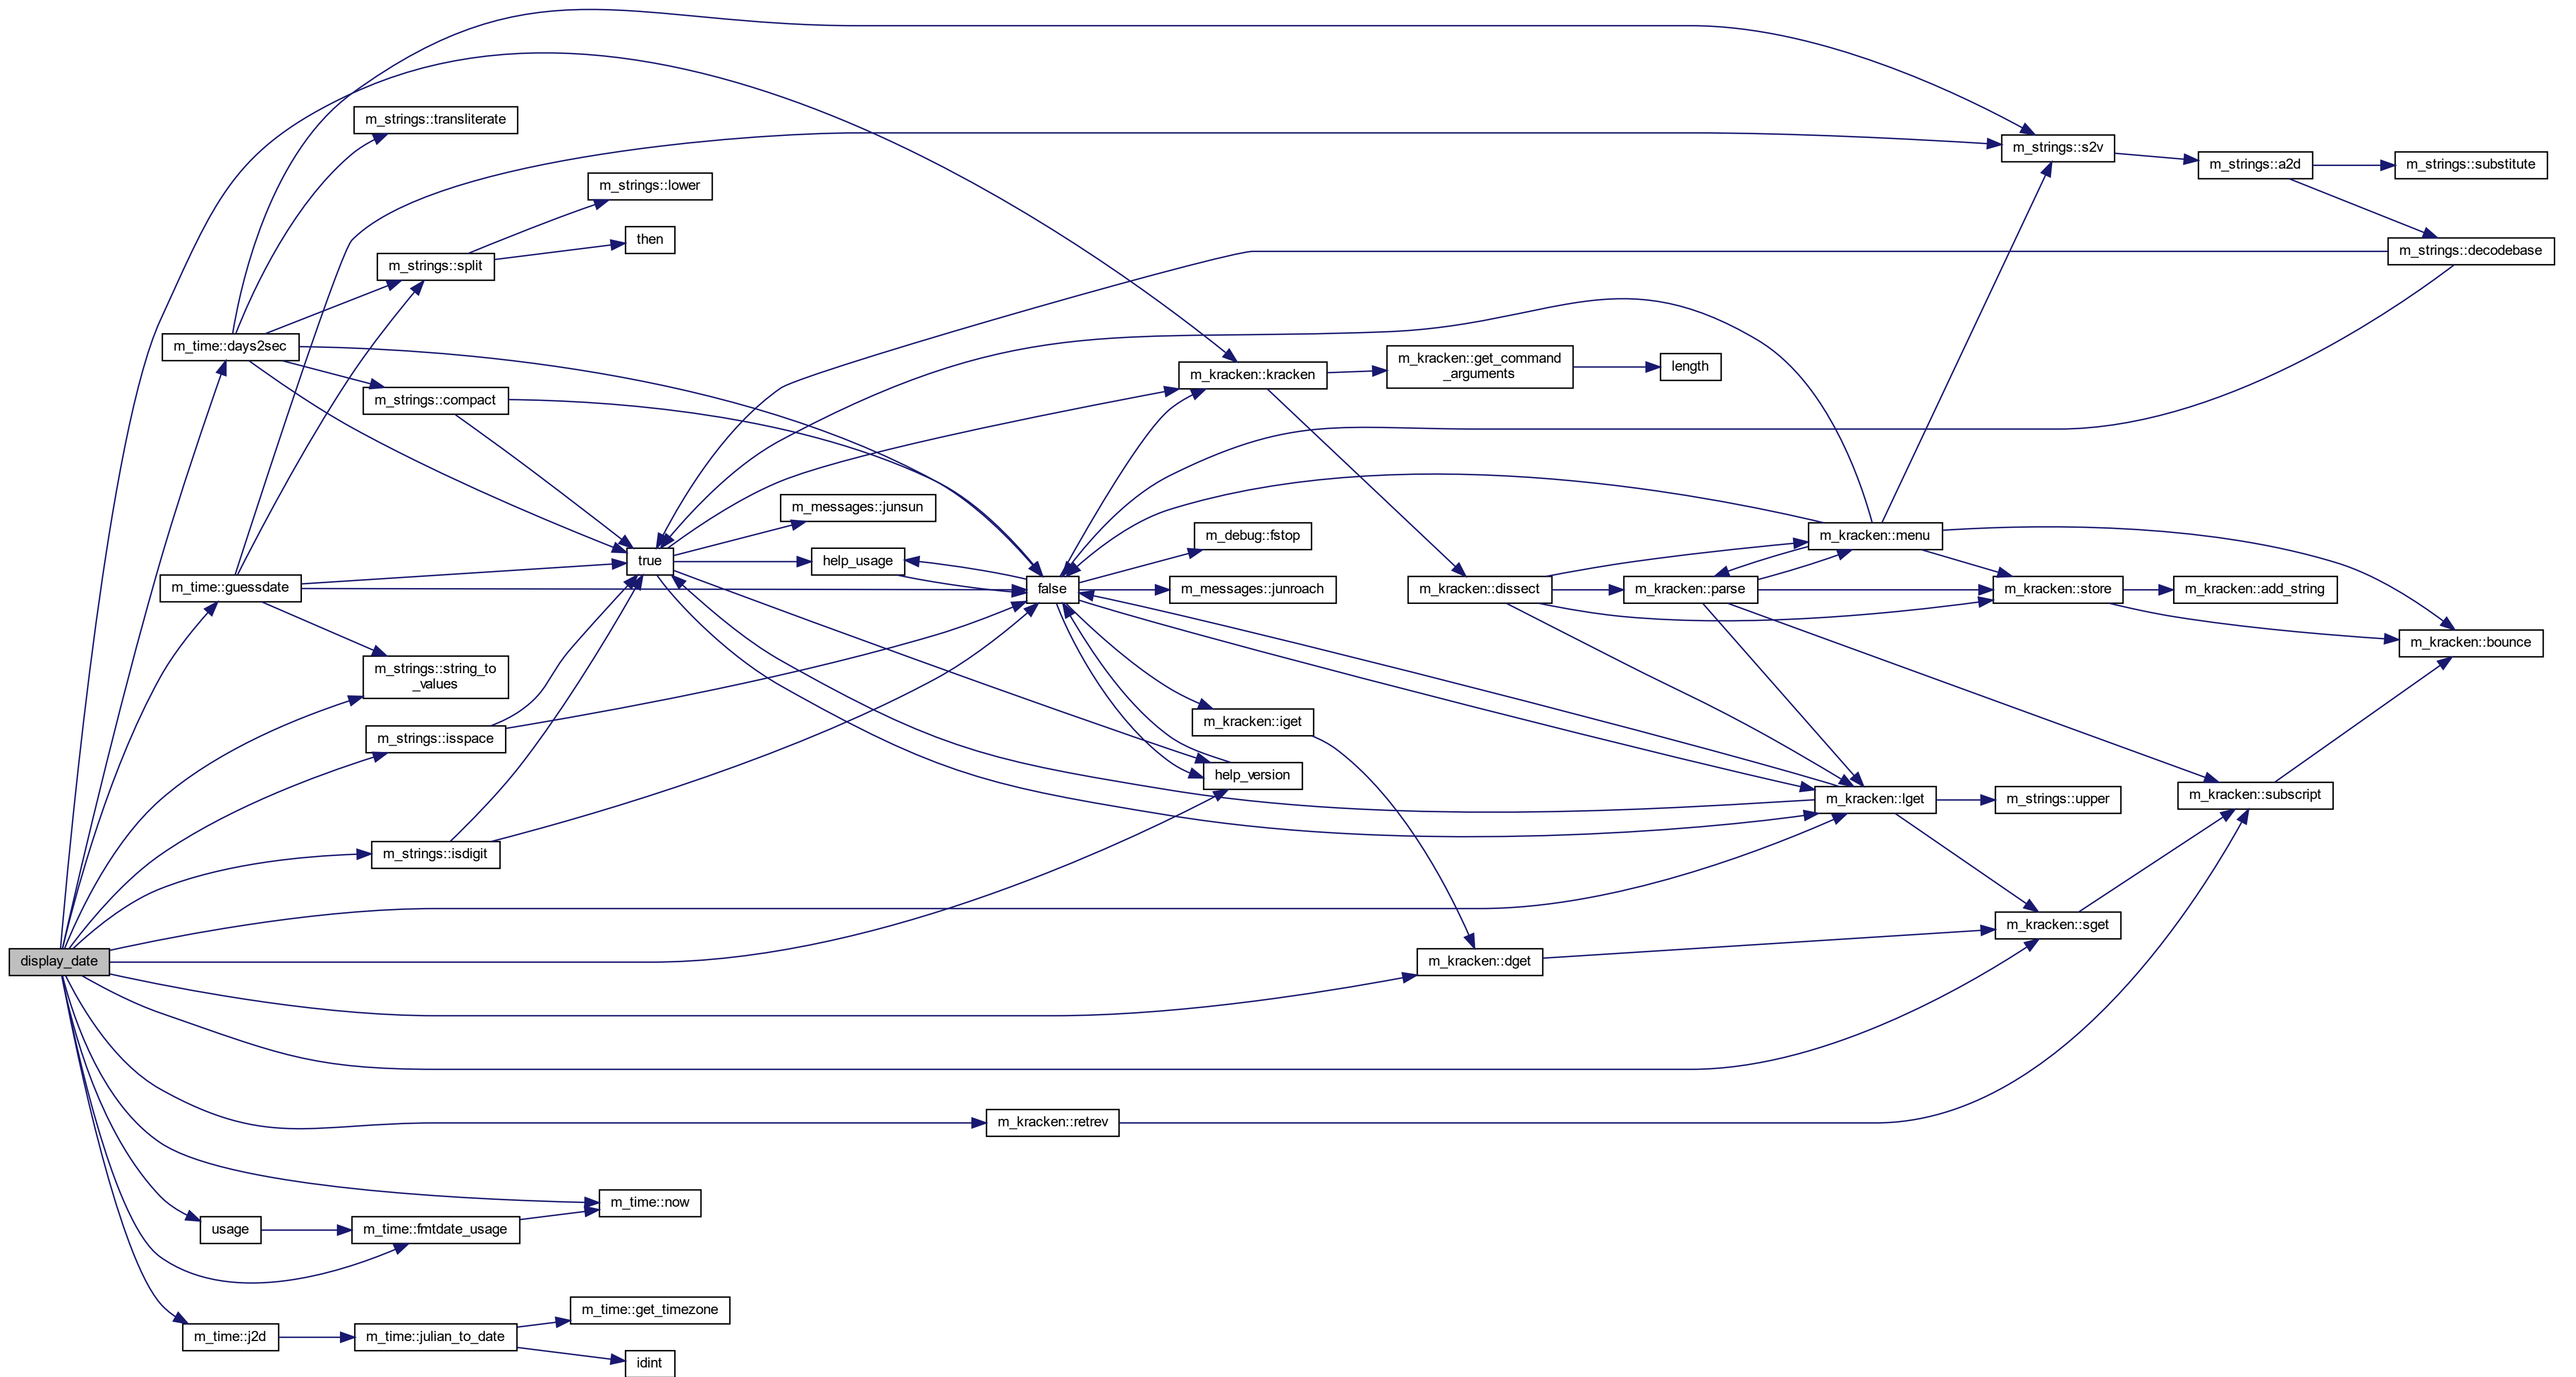 m_strings::transliterate
m_strings::s2v
m_strings::a2d
m_strings::substitute
m_strings::lower
then
m_strings::split
m_strings::decodebase
m_time::days2sec
m_kracken::get_command
_arguments
length
m_kracken::kracken
m_strings::compact
m_messages::junsun
m_debug::fstop
m_kracken::menu
true
help_usage
m_time::guessdate
false
m_messages::junroach
m_kracken::dissect
m_kracken::parse
m_kracken::store
m_kracken::add_string
m_kracken::bounce
m_strings::string_to
_values
m_kracken::iget
m_strings::isspace
help_version
m_kracken::lget
m_strings::upper
m_kracken::subscript
m_strings::isdigit
m_kracken::sget
display_date
m_kracken::dget
m_kracken::retrev
m_time::now
usage
m_time::fmtdate_usage
m_time::get_timezone
m_time::j2d
m_time::julian_to_date
idint